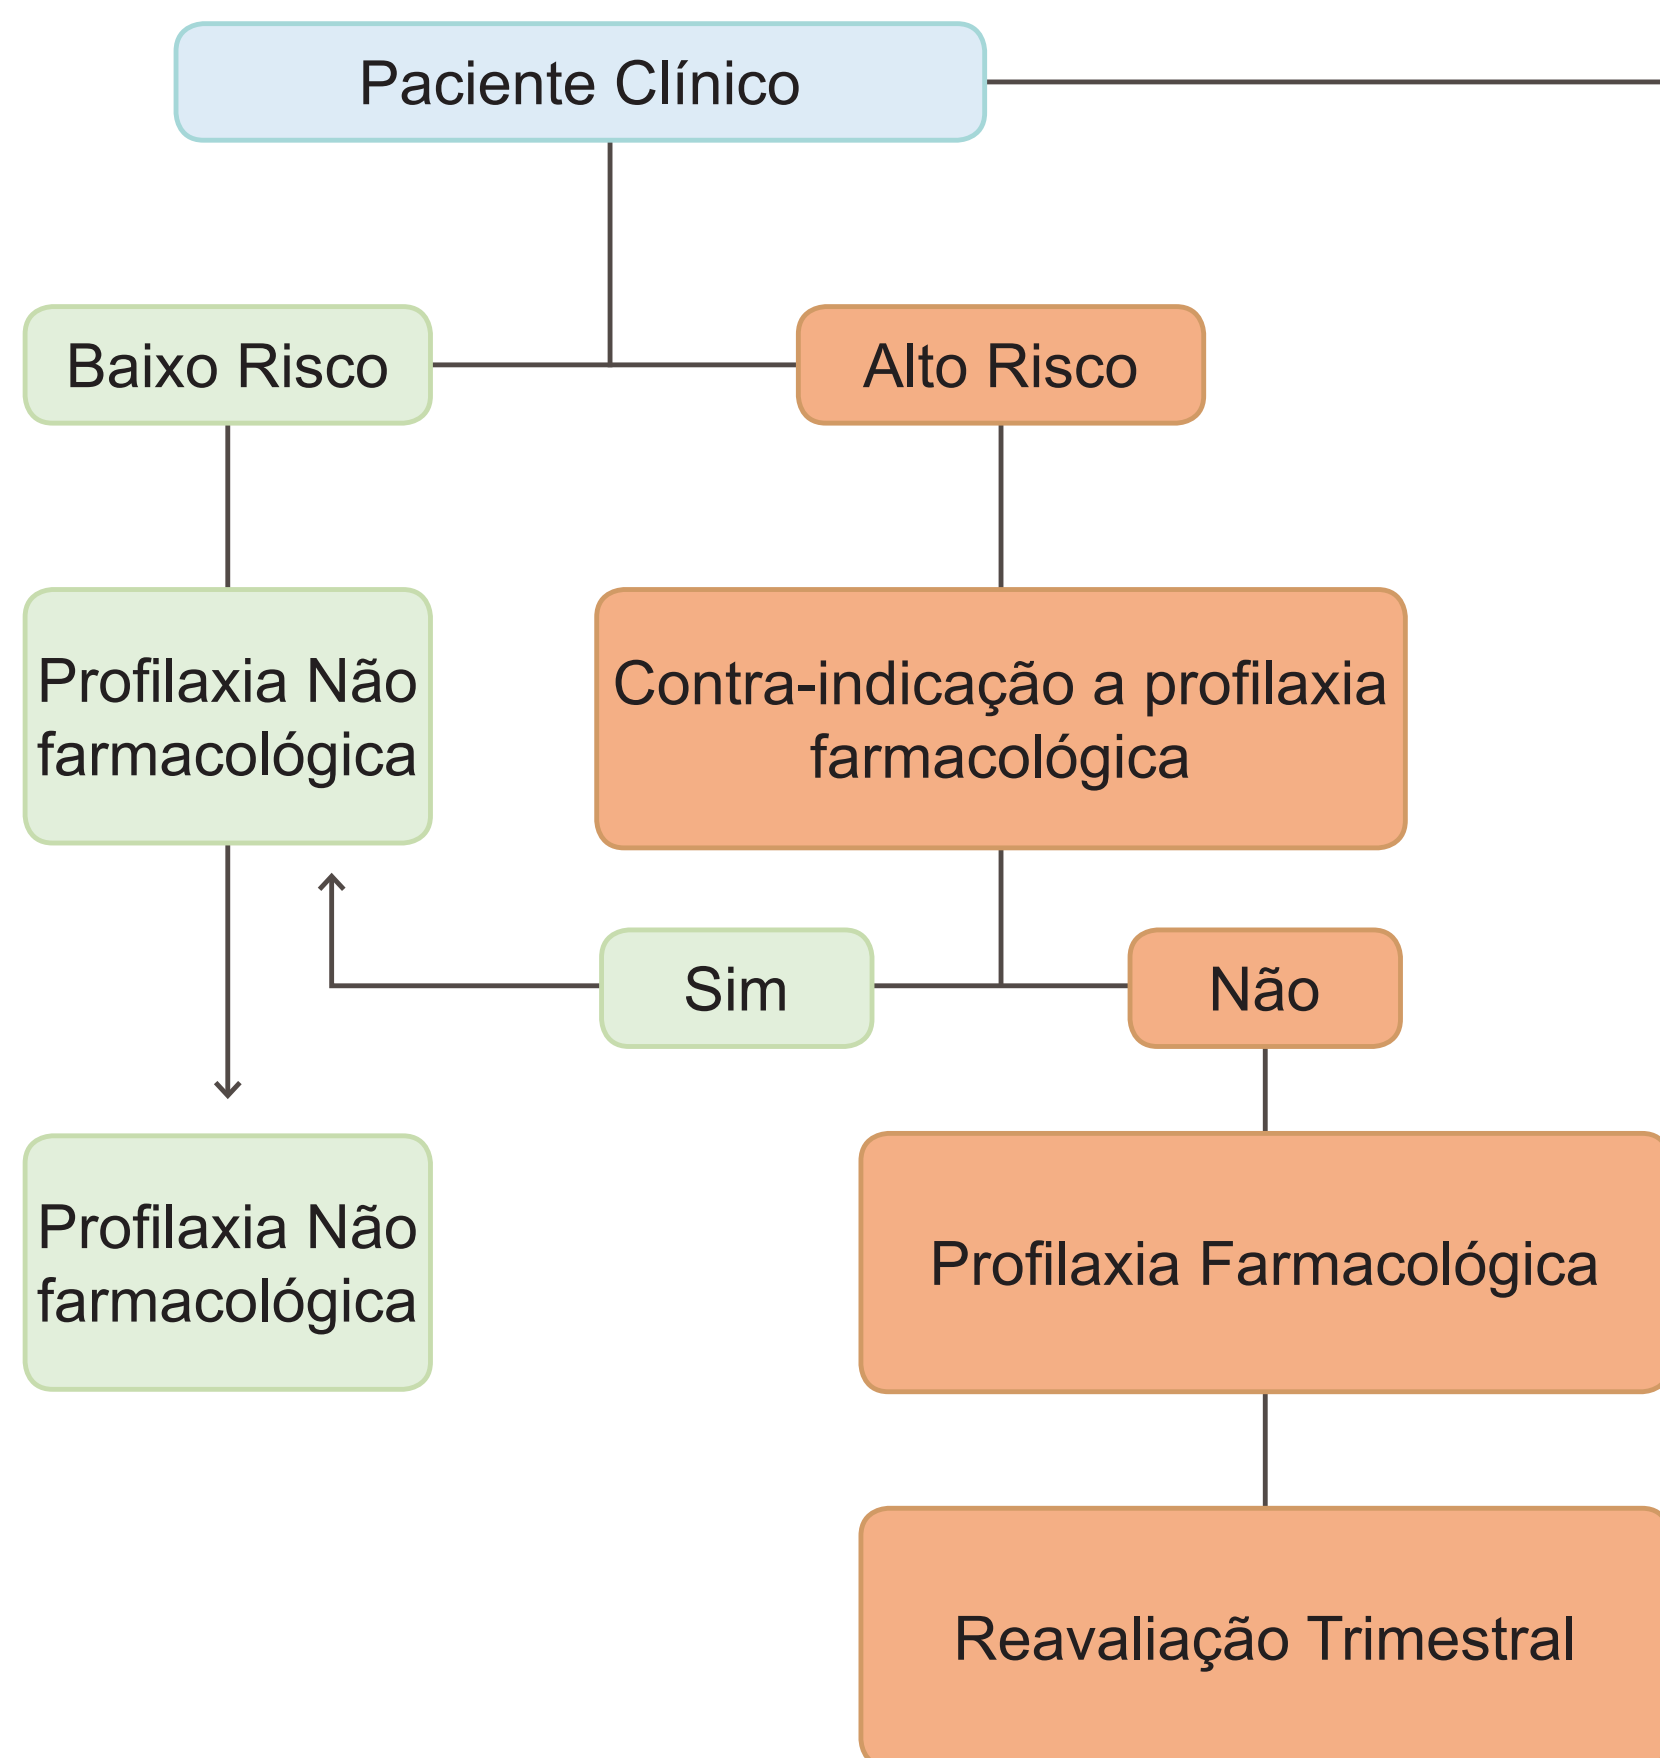 Paciente Clínico
Baixo Risco
Alto Risco
Profilaxia Não
farmacológica
Contra-indicação a profilaxia
farmacológica
Sim
Não
Profilaxia Não
farmacológica
Profilaxia Farmacológica
Reavaliação Trimestral